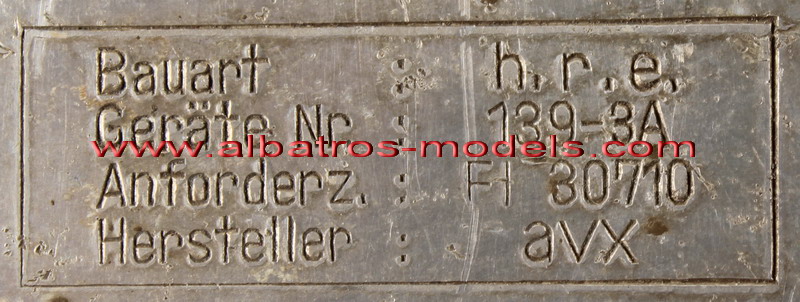 Bauart : h.r.e.
Geräte Nr. : 139-3A
www.albatros-models.com
Anforderz. : Fl 30710
Hersteller : avx